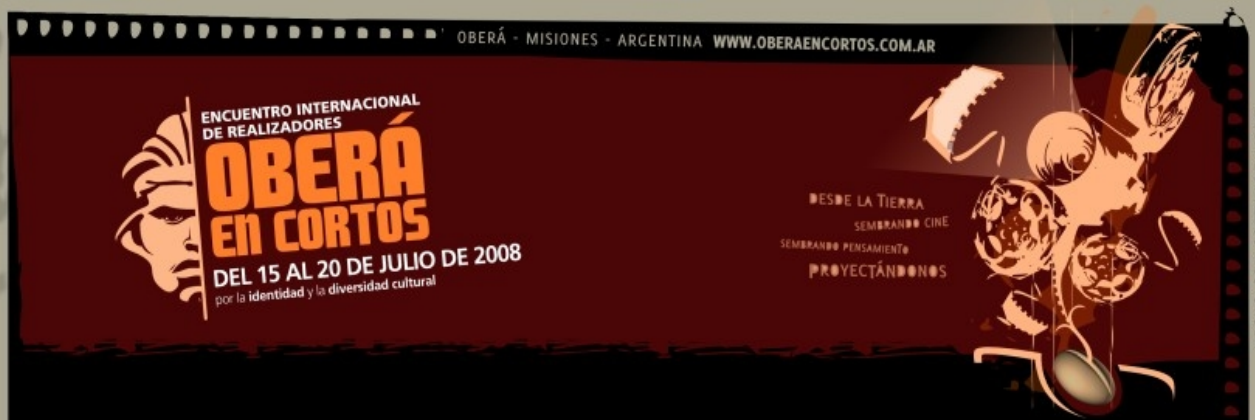 OBERÁ - MISIONES - ARGENTINA WWW.OBERAENCORTOS.COM.AR
ENCUENTRO INTERNACIONAL
DE REALIZADORES
OBERÁ
EN CORTOS
DEL 15 AL 20 DE JULIO DE 2008
por la identidad y la diversidad cultural
DESDE LA TIERRA
SEMBRANDO CINE
SEMBRANDO PENSAMIENTO
PROYECTÁNDONOS